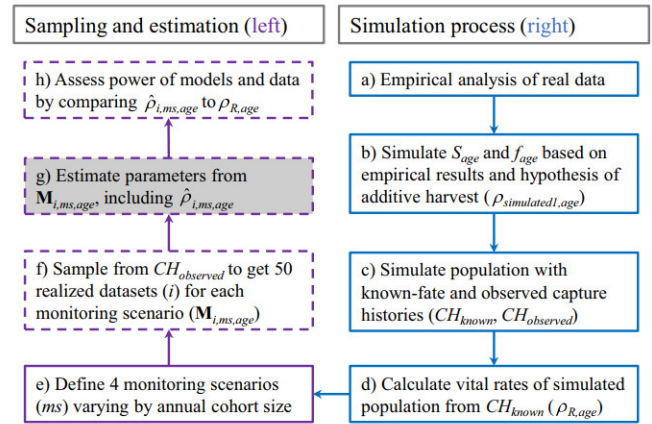 Sampling and estimation (left)
Simulation process (right)
h) Assess power of models and data
by comparing ρ̂i,ms,age to ρR,age
g) Estimate parameters from
Mi,ms,age, including ρ̂i,ms,age
f) Sample from CHobserved to get 50
realized datasets (i) for each
monitoring scenario (Mi,ms,age)
e) Define 4 monitoring scenarios
(ms) varying by annual cohort size
a) Empirical analysis of real data
b) Simulate Sage and fage based on
empirical results and hypothesis of
additive harvest (ρsimulated1,age)
c) Simulate population with
known-fate and observed capture
histories (CHknown, CHobserved)
d) Calculate vital rates of simulated
population from CHknown (ρR,age)